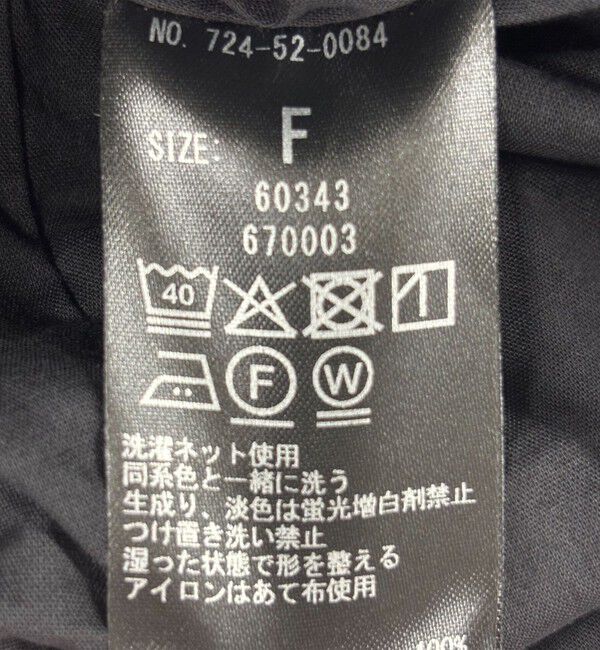 NO. 724-52-0084
SIZE: F
60343
670003
40
F W
洗濯ネット使用
同系色と一緒に洗う
生成り、淡色は蛍光増白剤禁止
つけ置き洗い禁止
湿った状態で形を整える
アイロンはあて布使用
100%